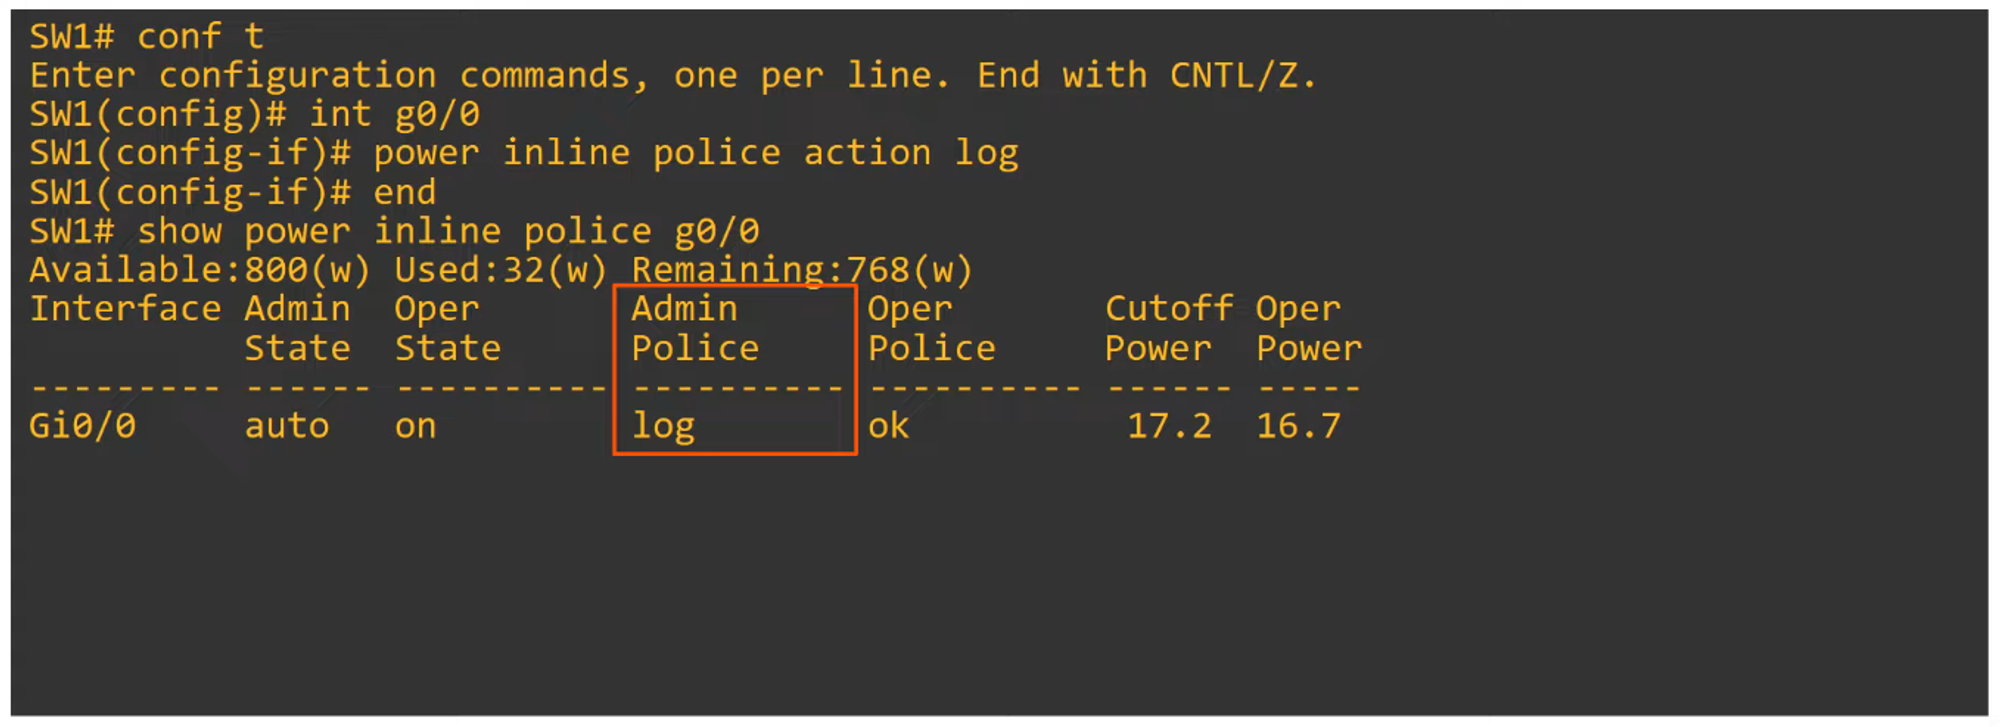 SW1# conf t
Enter configuration commands, one per line. End with CNTL/Z.
SW1(config)# int g0/0
SW1(config-if)# power inline police action log
SW1(config-if)# end
SW1# show power inline police g0/0
Available:800(w) Used:32(w) Remaining:768(w)
Interface Admin  Oper       Admin      Oper       Cutoff Oper
          State  State      Police     Police     Power  Power
--------- ------ ---------- ---------- ---------- ------ -----
Gi0/0     auto   on         log        ok          17.2  16.7